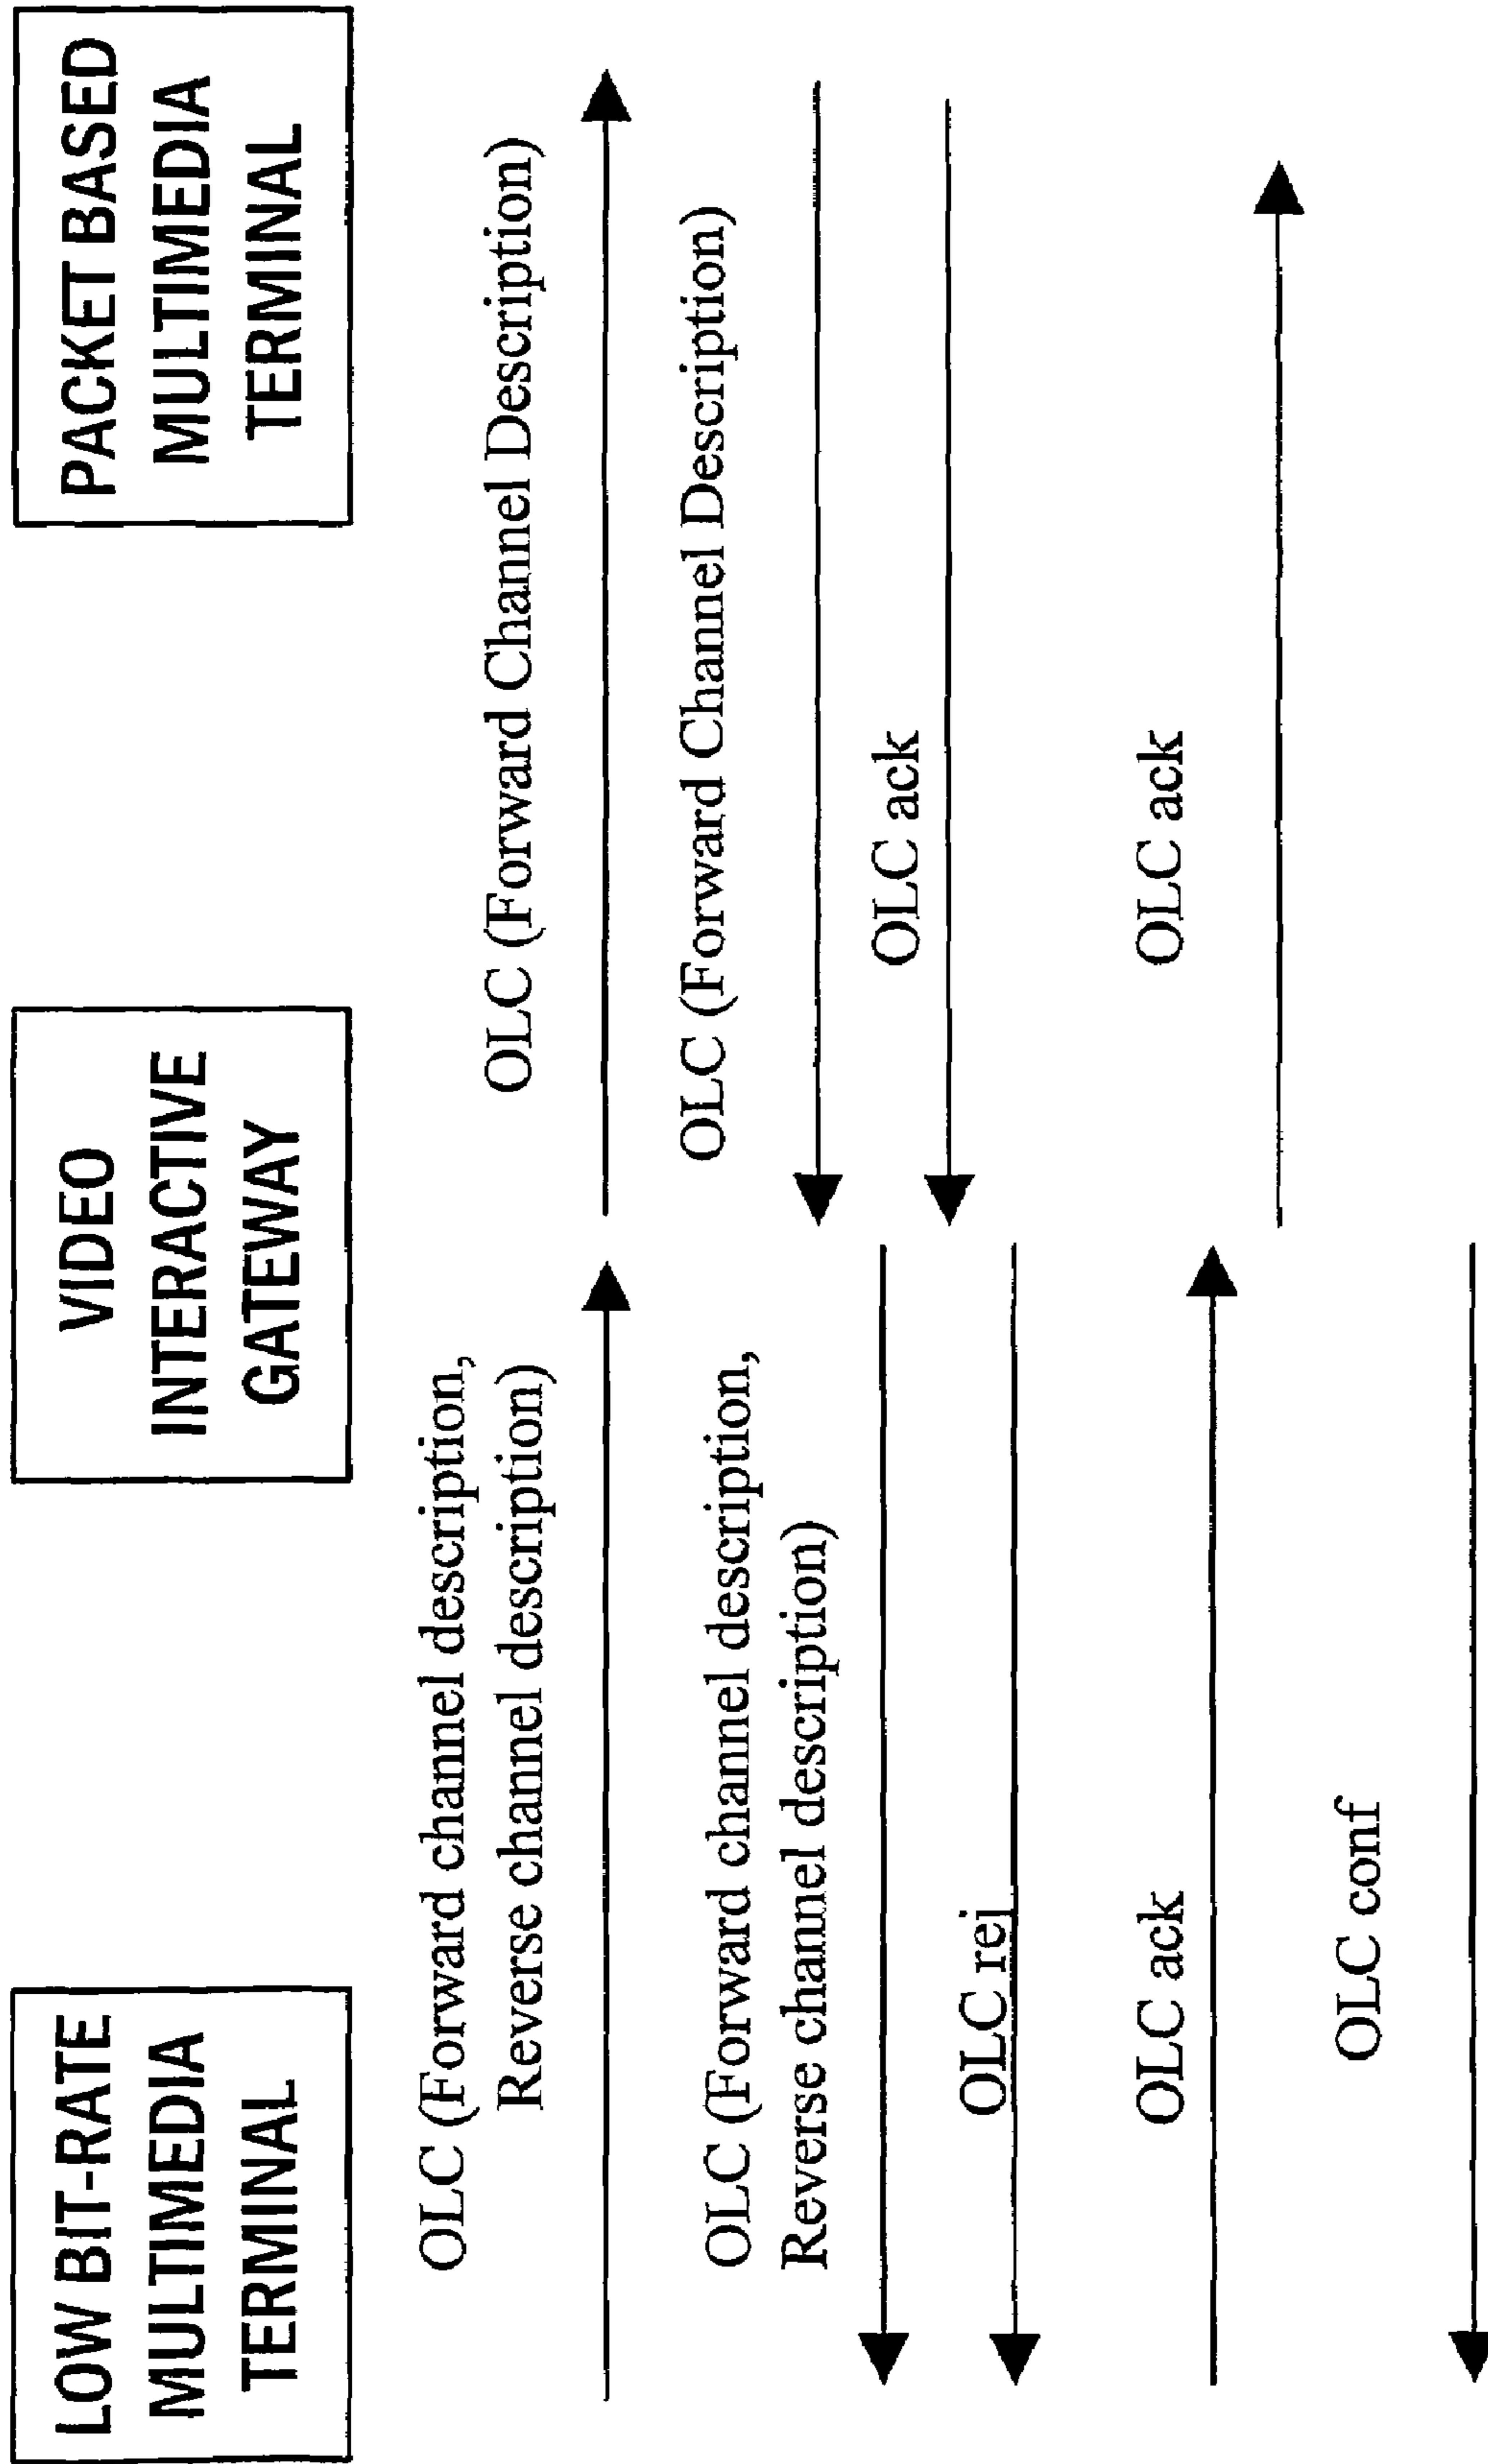 LOW BIT-RATE
MULTIMEDIA
TERMINAL
VIDEO
INTERACTIVE
GATEWAY
PACKET BASED
MULTIMEDIA
TERMINAL
OLC (Forward channel description,
Reverse channel description)
OLC (Forward Channel Description)
OLC (Forward Channel Description)
OLC (Forward channel description,
Reverse channel description)
OLC ack
OLC rej
OLC ack
OLC ack
OLC conf